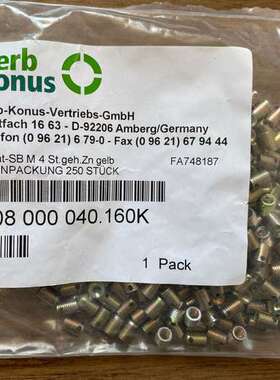 erb
onus
b-Konus-Vertriebs-GmbH
tfach 16 63 - D-92206 Amberg/Germany
fon (0 96 21) 6 79-0 - Fax (0 96 21) 67 94 44
at-SB M 4 St.geh.Zn gelb FA748187
NPACKUNG 250 STÜCK
08 000 040.160K
1 Pack